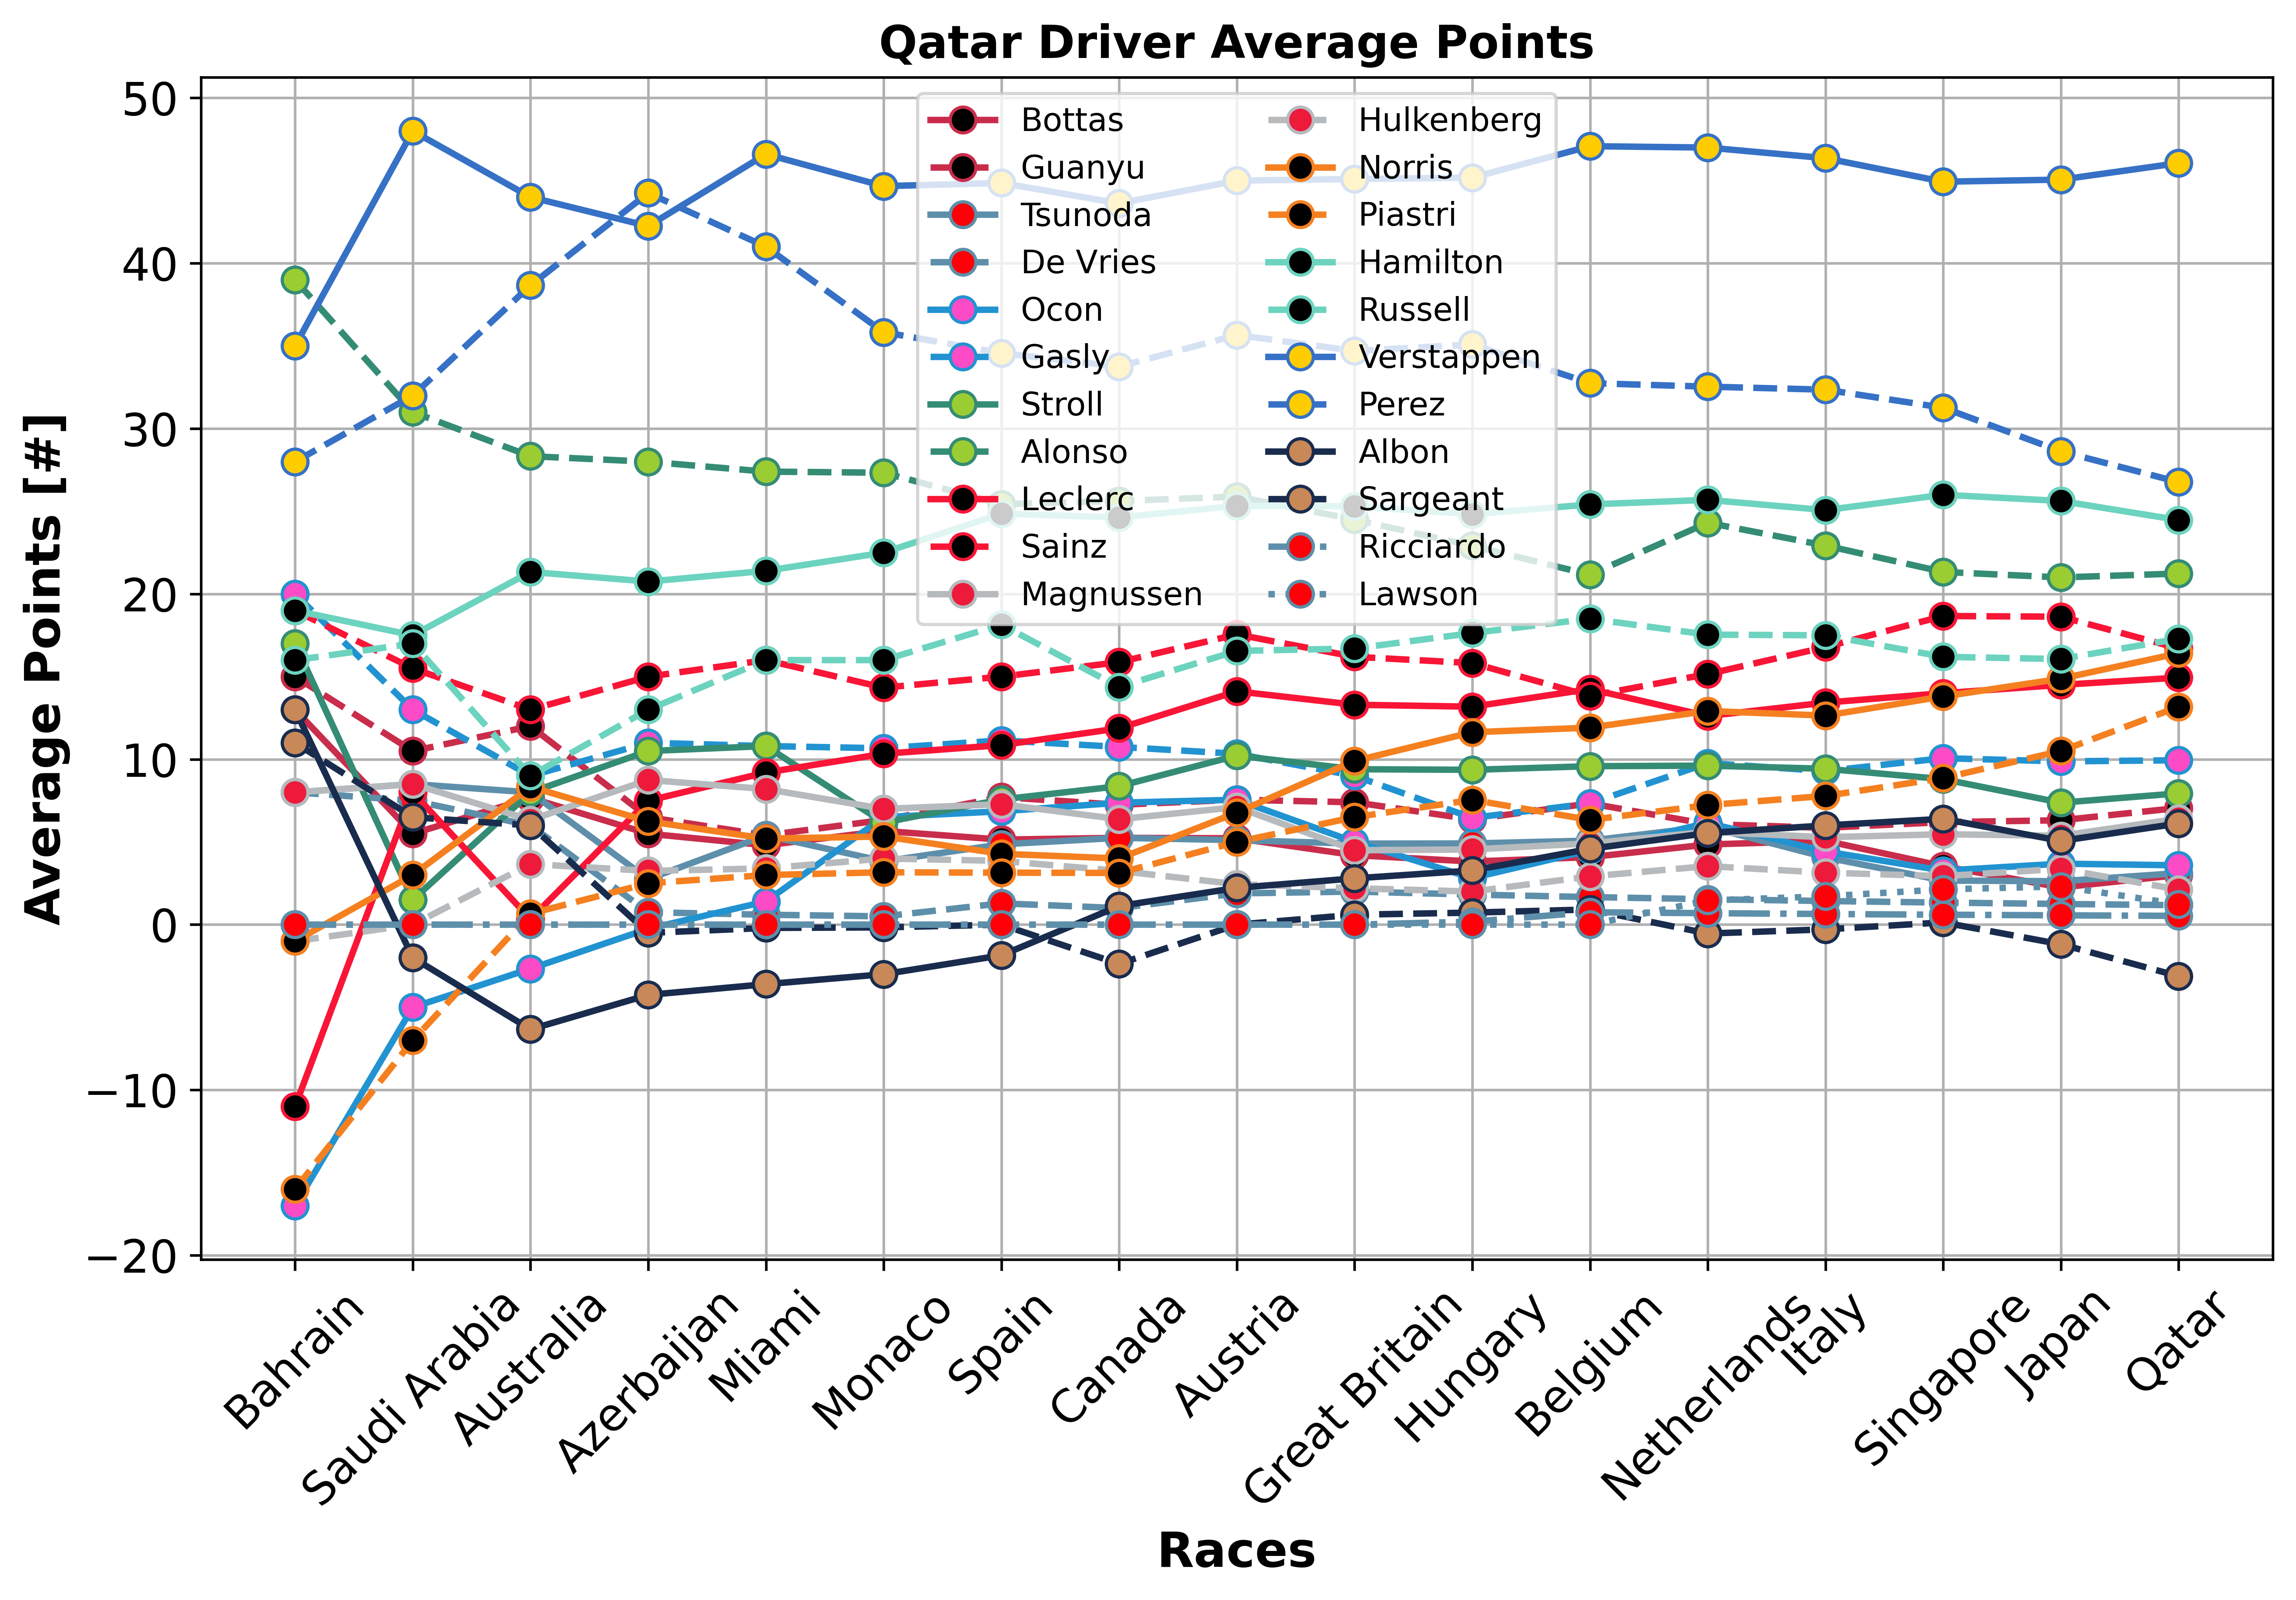 Qatar Driver Average Points
Average Points [#]
50
40
30
20
10
0
−10
−20
Bottas
Guanyu
Tsunoda
De Vries
Ocon
Gasly
Stroll
Alonso
Leclerc
Sainz
Magnussen
Hulkenberg
Norris
Piastri
Hamilton
Russell
Verstappen
Perez
Albon
Sargeant
Ricciardo
Lawson
Bahrain
Saudi Arabia
Australia
Azerbaijan
Miami
Monaco
Spain
Canada
Austria
Great Britain
Hungary
Belgium
Netherlands
Italy
Singapore
Japan
Qatar
Races